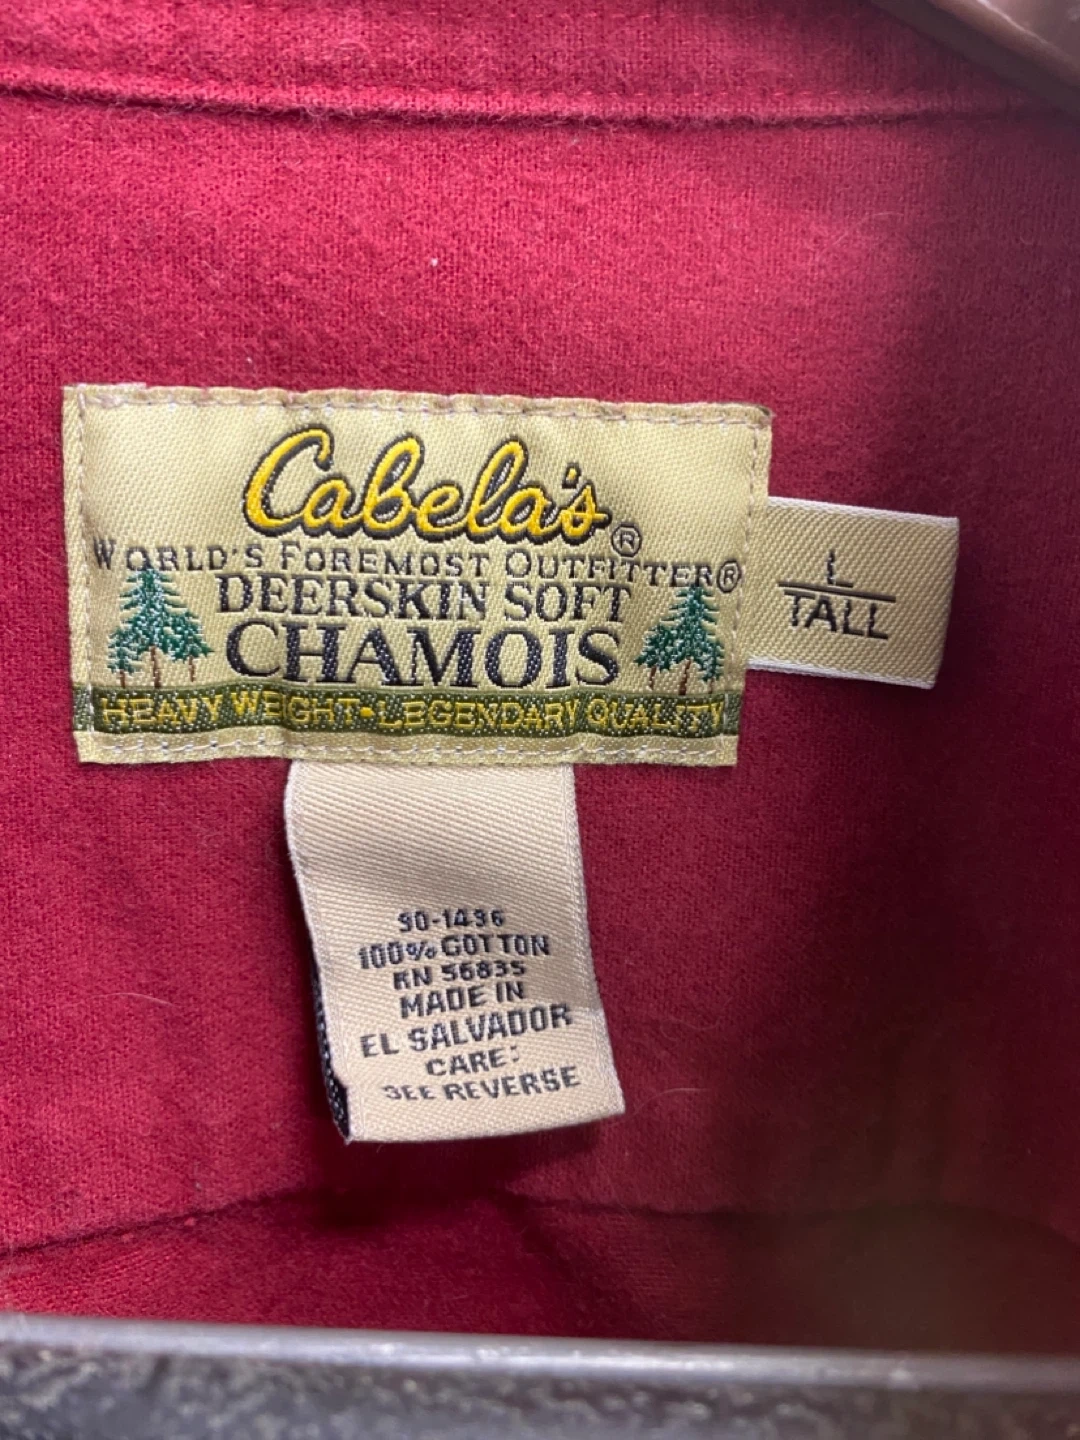 Cabela's®
WORLD'S FOREMOST OUTFITTER®
DEERSKIN SOFT
CHAMOIS
HEAVY WEIGHT·LEGENDARY QUALITY
L
TALL
90-1436
100% COTTON
RN 56835
MADE IN
EL SALVADOR
CARE:
SEE REVERSE